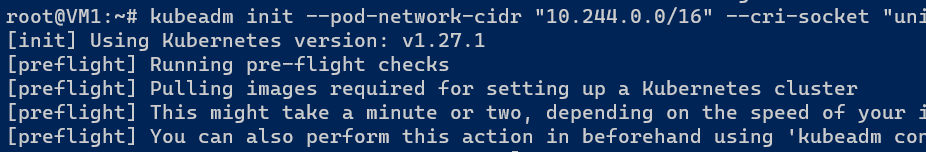 root@VM1:~# kubeadm init --pod-network-cidr "10.244.0.0/16" --cri-socket "uni
[init] Using Kubernetes version: v1.27.1
[preflight] Running pre-flight checks
[preflight] Pulling images required for setting up a Kubernetes cluster
[preflight] This might take a minute or two, depending on the speed of your i
[preflight] You can also perform this action in beforehand using 'kubeadm con